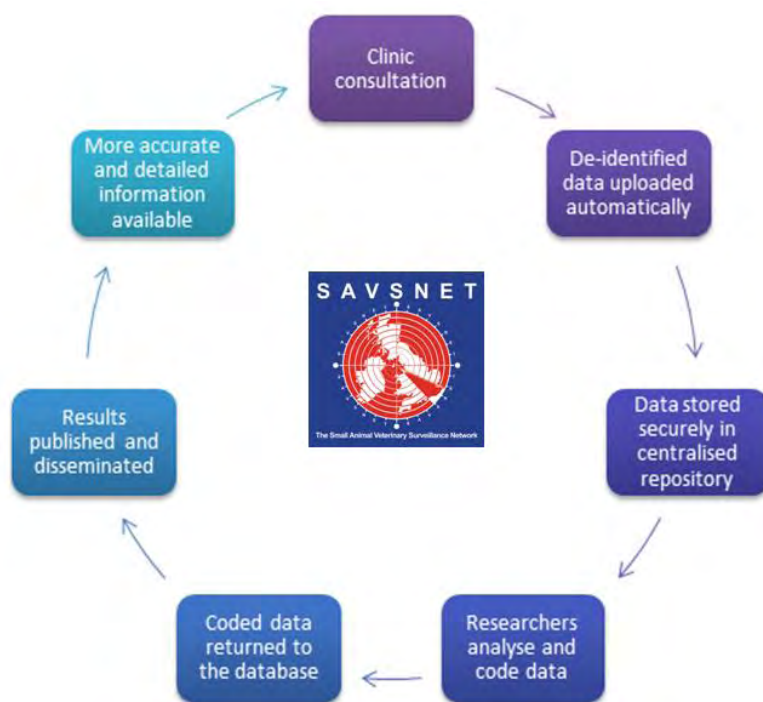 Clinic
consultation
De-identified
data uploaded
automatically
Data stored
securely in
centralised
repository
Researchers
analyse and
code data
Coded data
returned to
the database
Results
published and
disseminated
More accurate
and detailed
information
available
SAVSNET
The Small Animal Veterinary Surveillance Network